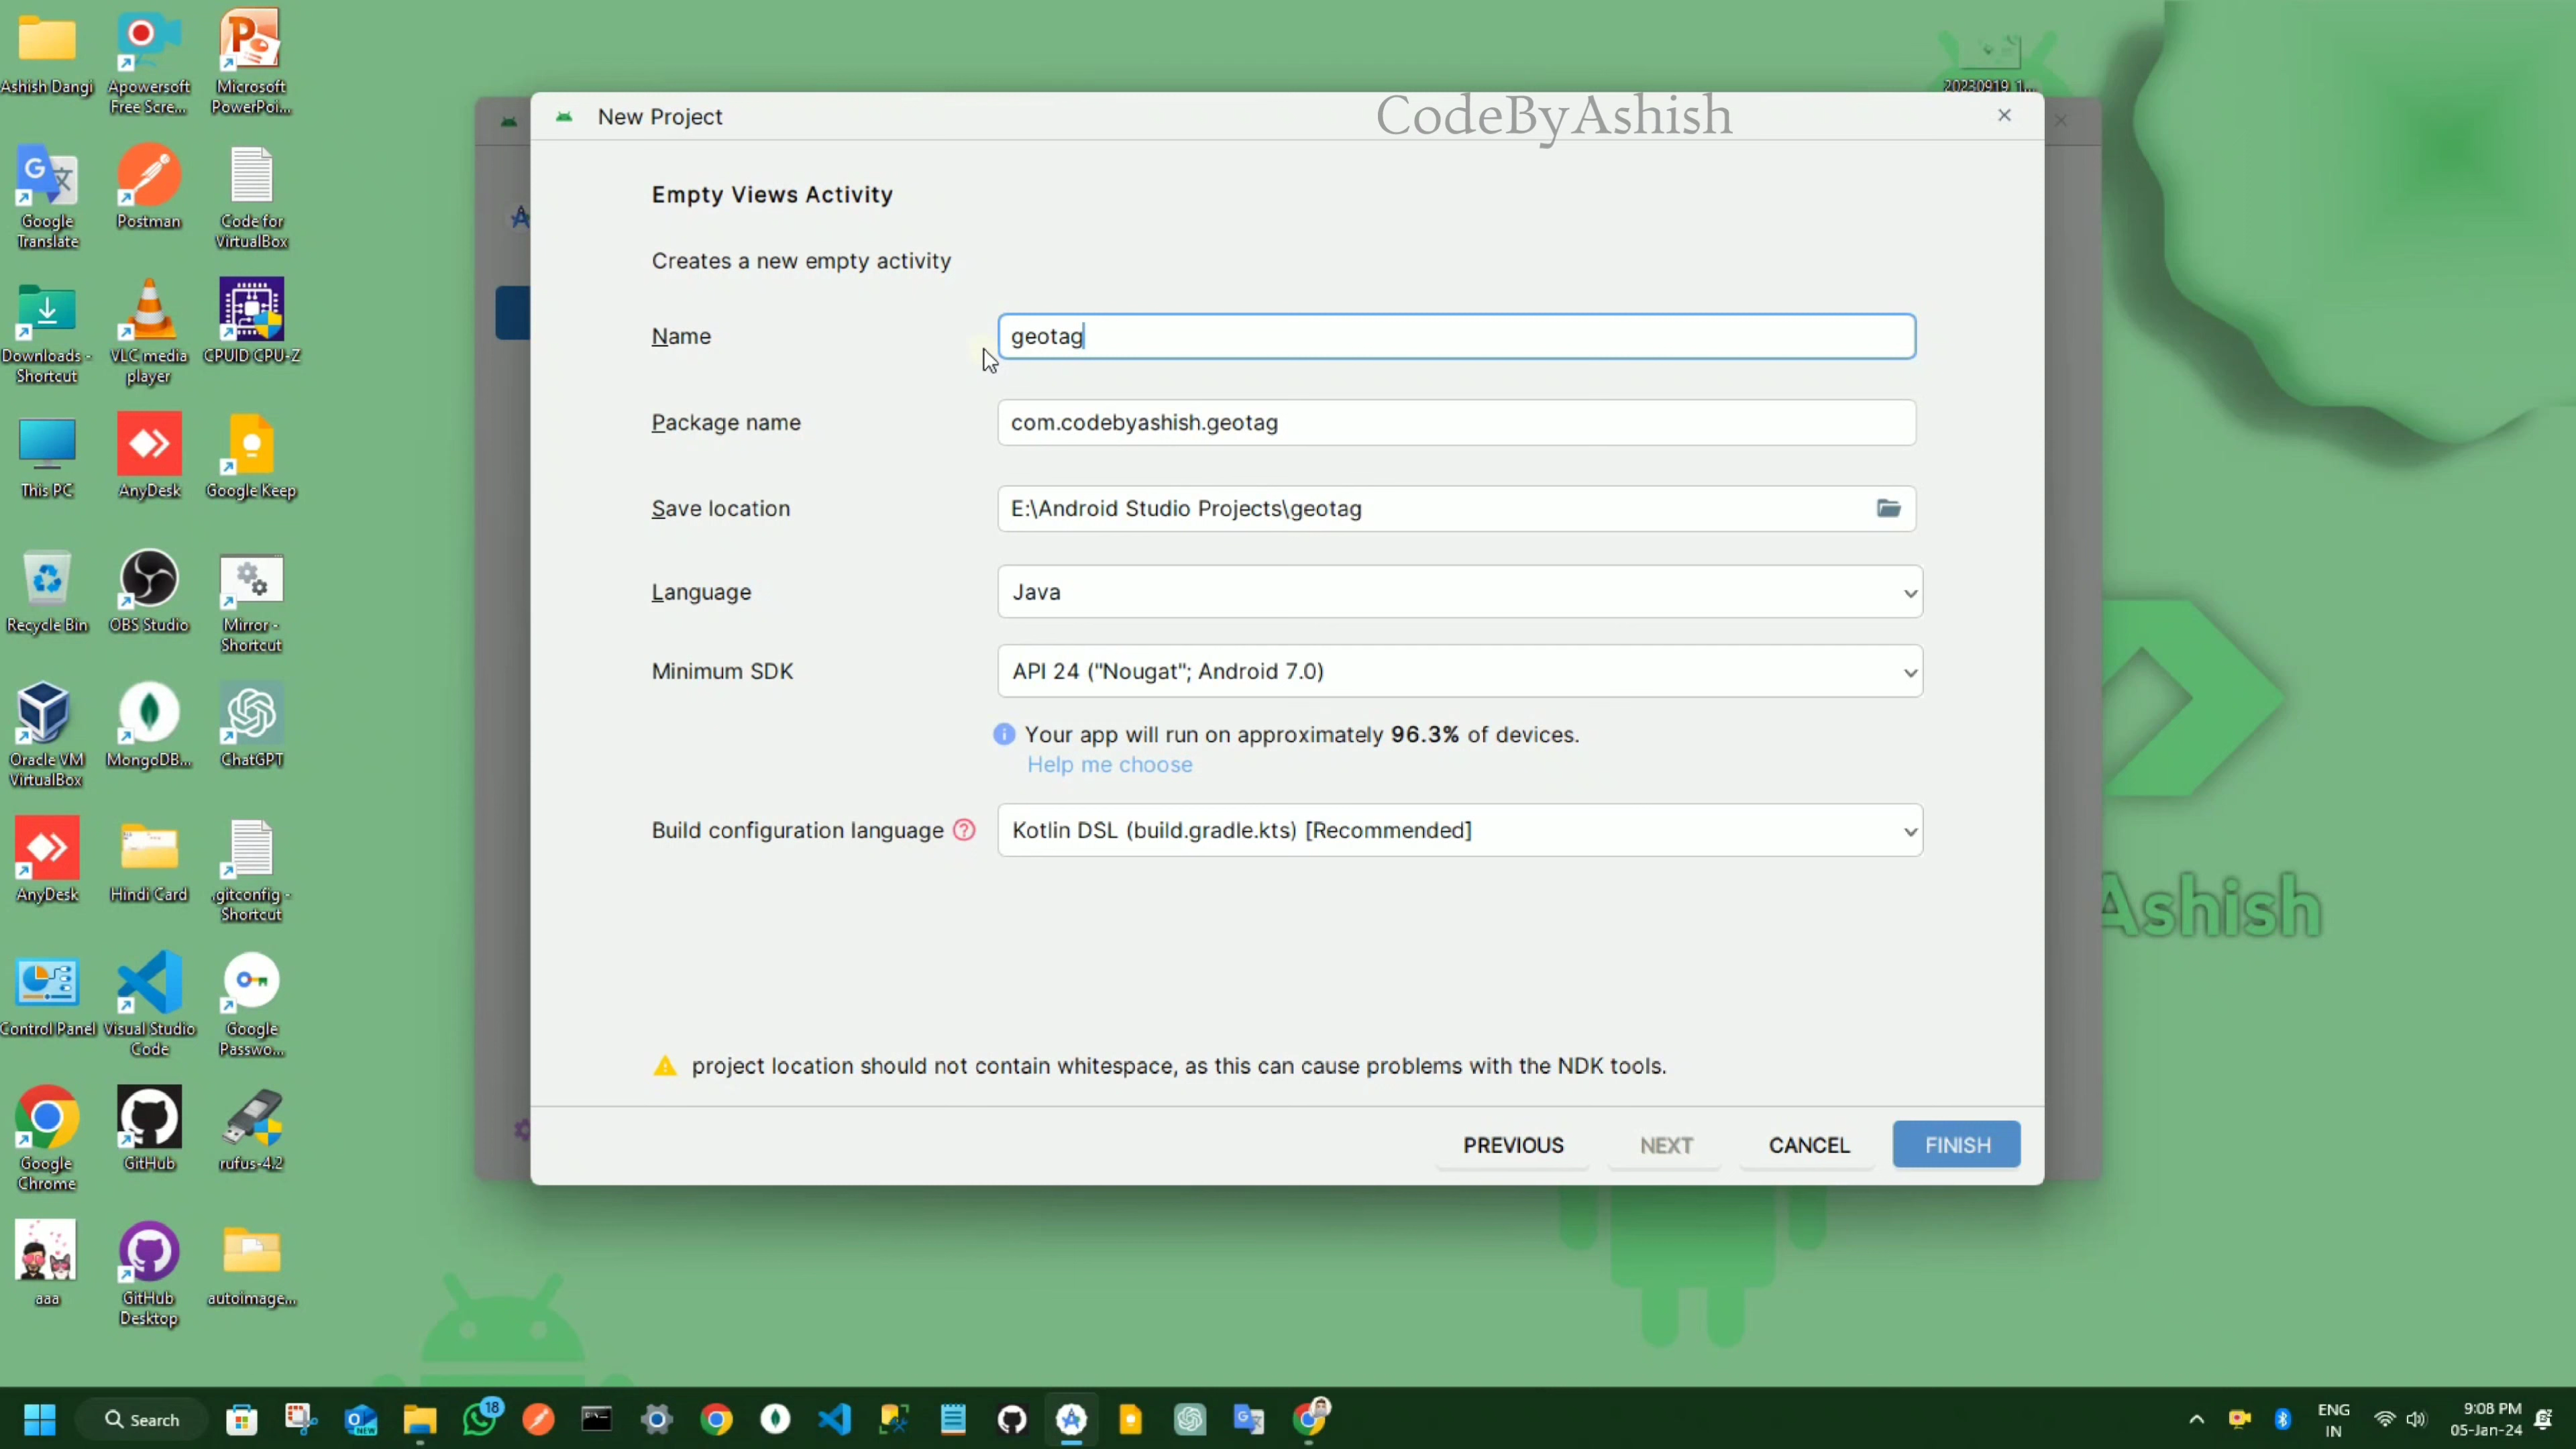 Ashish Dangi
Apowersoft
Free Scre...
Microsoft
PowerPoi...
Google
Translate
Postman
Code for
VirtualBox
Downloads -
Shortcut
VLC media
player
CPUID CPU-Z
This PC
AnyDesk
Google Keep
Recycle Bin
OBS Studio
Mirror -
Shortcut
Oracle VM
VirtualBox
MongoDB...
ChatGPT
AnyDesk
Hindi Card
.gitconfig -
Shortcut
Control Panel
Visual Studio
Code
Google
Passwo...
Google
Chrome
GitHub
rufus-4.2
aaa
GitHub
Desktop
autoimage...
20230919_1...
New Project
CodeByAshish
Empty Views Activity
Creates a new empty activity
Name
geotag
Package name
com.codebyashish.geotag
Save location
E:\Android Studio Projects\geotag
Language
Java
Minimum SDK
API 24 ("Nougat"; Android 7.0)
Your app will run on approximately 96.3% of devices.
Help me choose
Build configuration language
Kotlin DSL (build.gradle.kts) [Recommended]
project location should not contain whitespace, as this can cause problems with the NDK tools.
PREVIOUS
NEXT
CANCEL
FINISH
Ashish
Search
NEW
18
ENG
IN
9:08 PM
05-Jan-24